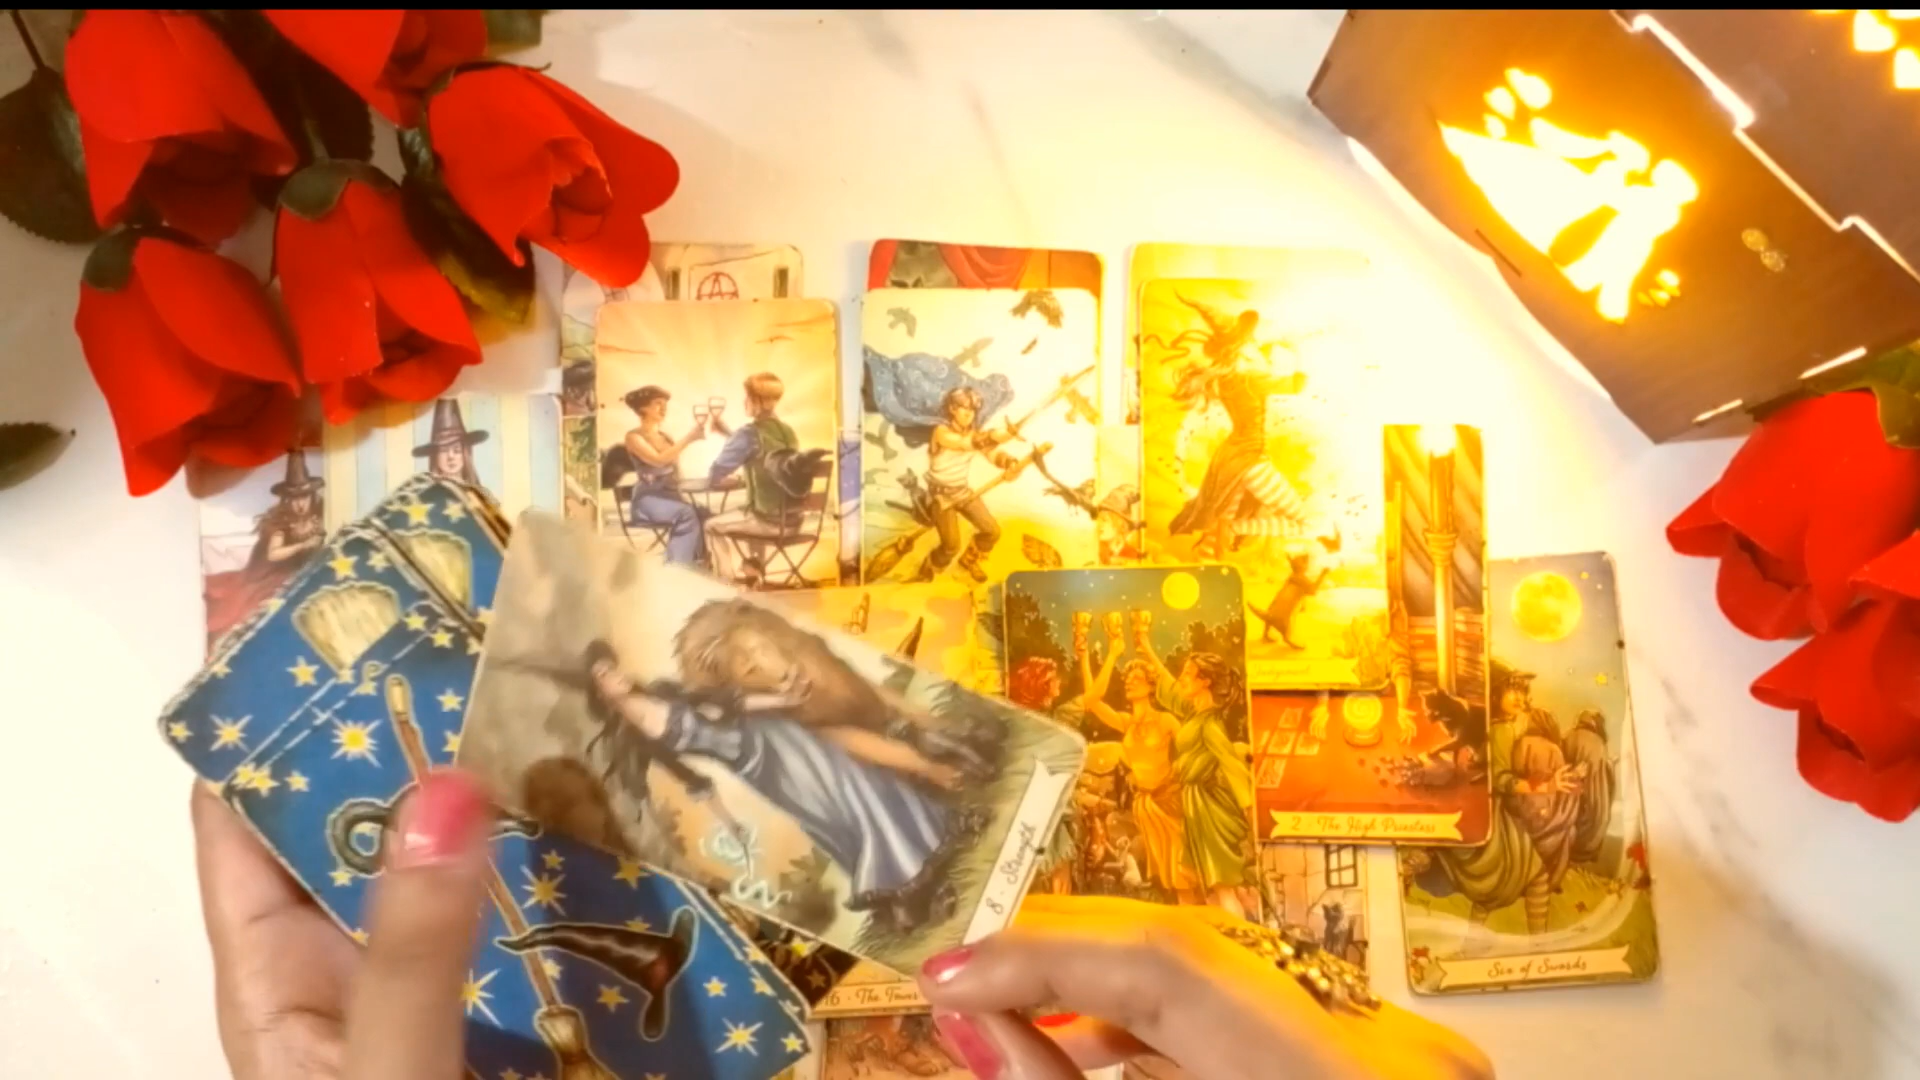 2 · The High Priestess
8 · Strength
Six of Swords
16 · The Tower